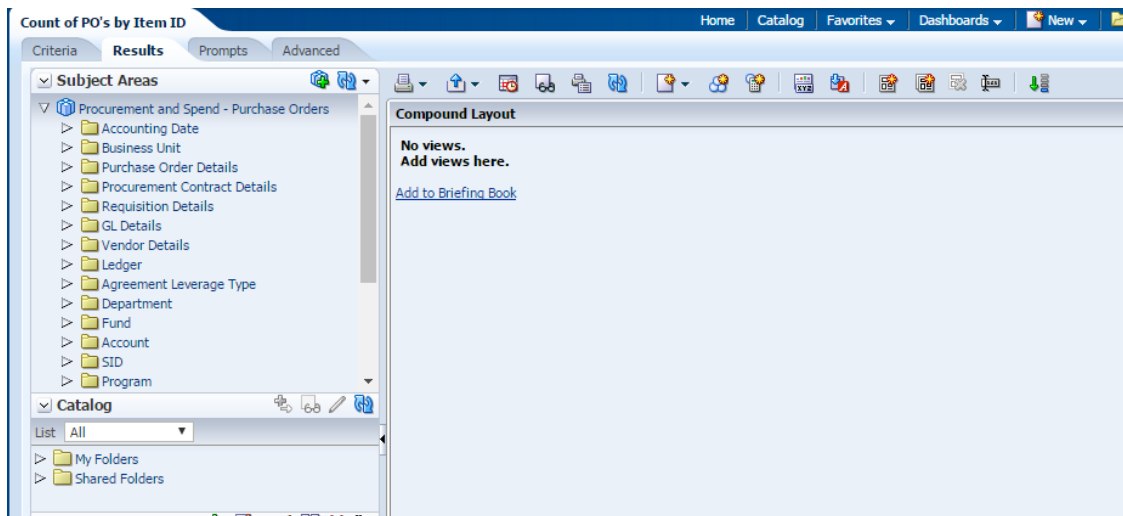 Count of PO's by Item ID
Home Catalog Favorites Dashboards New
Criteria Results Prompts Advanced
Subject Areas
Procurement and Spend - Purchase Orders
Accounting Date
Business Unit
Purchase Order Details
Procurement Contract Details
Requisition Details
GL Details
Vendor Details
Ledger
Agreement Leverage Type
Department
Fund
Account
SID
Program
Catalog
List All
My Folders
Shared Folders
Compound Layout
No views.
Add views here.
Add to Briefing Book